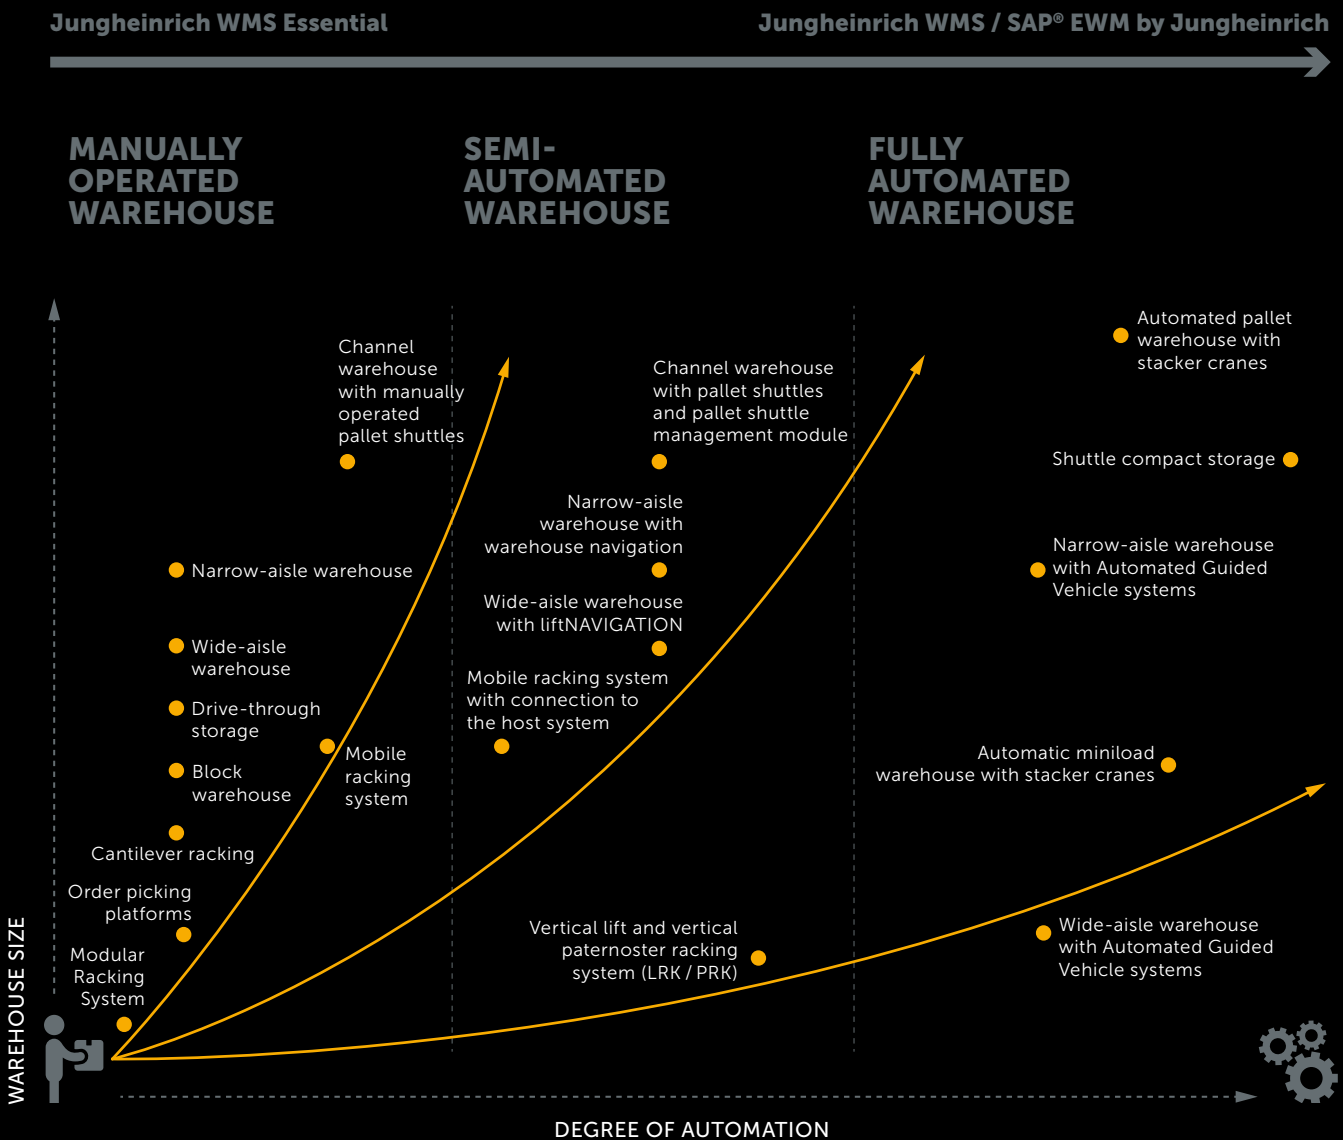 Jungheinrich WMS Essential
Jungheinrich WMS / SAP® EWM by Jungheinrich
MANUALLY
OPERATED
WAREHOUSE
SEMI-
AUTOMATED
WAREHOUSE
FULLY
AUTOMATED
WAREHOUSE
Channel
warehouse
with manually
operated
pallet shuttles
Narrow-aisle warehouse
Wide-aisle
warehouse
Drive-through
storage
Mobile
racking
system
Block
warehouse
Cantilever racking
Order picking
platforms
Modular
Racking
System
Channel warehouse
with pallet shuttles
and pallet shuttle
management module
Narrow-aisle
warehouse with
warehouse navigation
Wide-aisle warehouse
with liftNAVIGATION
Mobile racking system
with connection to
the host system
Vertical lift and vertical
paternoster racking
system (LRK / PRK)
Automated pallet
warehouse with
stacker cranes
Shuttle compact storage
Narrow-aisle warehouse
with Automated Guided
Vehicle systems
Automatic miniload
warehouse with stacker cranes
Wide-aisle warehouse
with Automated Guided
Vehicle systems
WAREHOUSE SIZE
DEGREE OF AUTOMATION